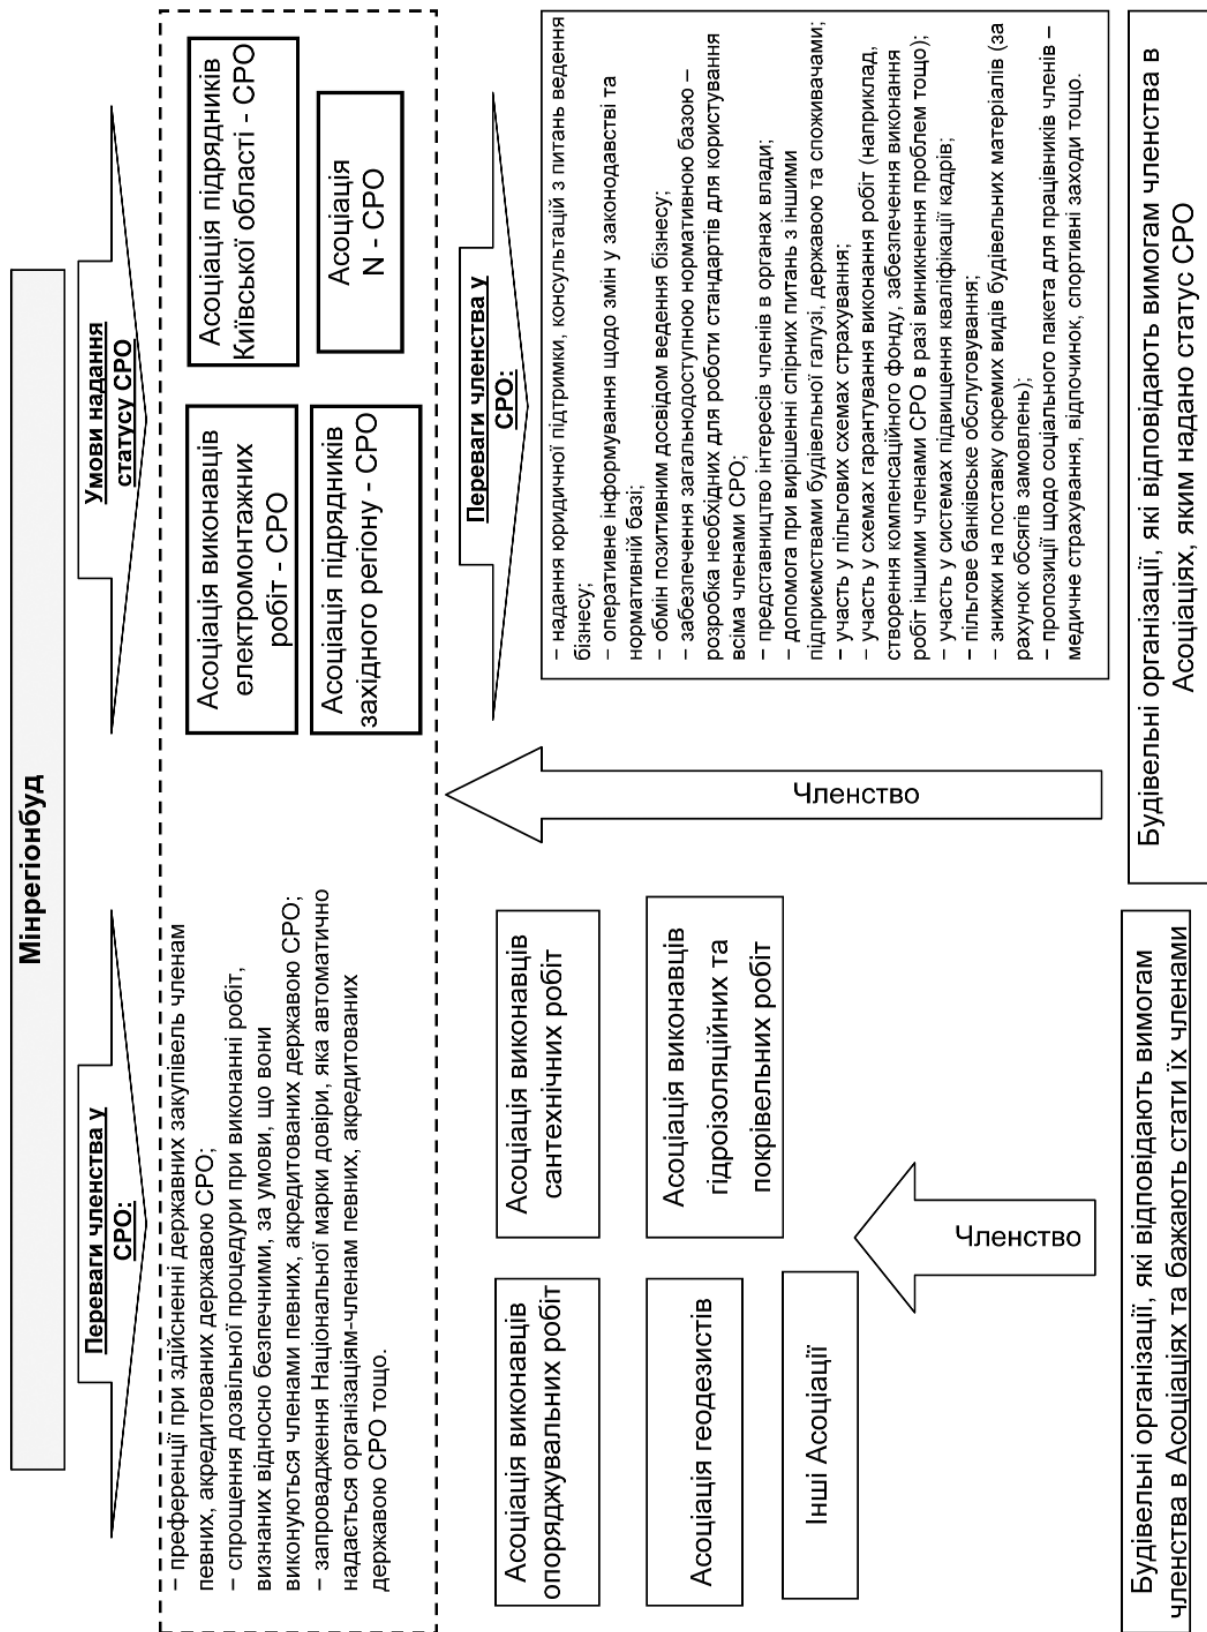 Мінрегіонбуд
Переваги членства у
СРО:
Умови надання
статусу СРО
– преференції при здійсненні державних закупівель членам
певних, акредитованих державою СРО;
– спрощення дозвільної процедури при виконанні робіт,
визнаних відносно безпечними, за умови, що вони
виконуються членами певних, акредитованих державою СРО;
– запровадження Національної марки довіри, яка автоматично
надається організаціям-членам певних, акредитованих
державою СРО тощо.
Асоціація виконавців
електромонтажних
робіт - СРО
Асоціація підрядників
Київської області - СРО
Асоціація підрядників
західного регіону - СРО
Асоціація
N - СРО
Асоціація виконавців
опоряджувальних робіт
Асоціація виконавців
сантехнічних робіт
Асоціація геодезистів
Асоціація виконавців
гідроізоляційних та
покрівельних робіт
Інші Асоціації
Членство
Членство
Переваги членства у
СРО:
– надання юридичної підтримки, консультацій з питань ведення
бізнесу;
– оперативне інформування щодо змін у законодавстві та
нормативній базі;
– обмін позитивним досвідом ведення бізнесу;
– забезпечення загальнодоступною нормативною базою –
розробка необхідних для роботи стандартів для користування
всіма членами СРО;
– представництво інтересів членів в органах влади;
– допомога при вирішенні спірних питань з іншими
підприємствами будівельної галузі, державою та споживачами;
– участь у пільгових схемах страхування;
– участь у схемах гарантування виконання робіт (наприклад,
створення компенсаційного фонду, забезпечення виконання
робіт іншими членами СРО в разі виникнення проблем тощо);
– участь у системах підвищення кваліфікації кадрів;
– пільгове банківське обслуговування;
– знижки на поставку окремих видів будівельних матеріалів (за
рахунок обсягів замовлень);
– пропозиції щодо соціального пакета для працівників членів –
медичне страхування, відпочинок, спортивні заходи тощо.
Будівельні організації, які відповідають вимогам
членства в Асоціаціях та бажають стати їх членами
Будівельні організації, які відповідають вимогам членства в
Асоціаціях, яким надано статус СРО